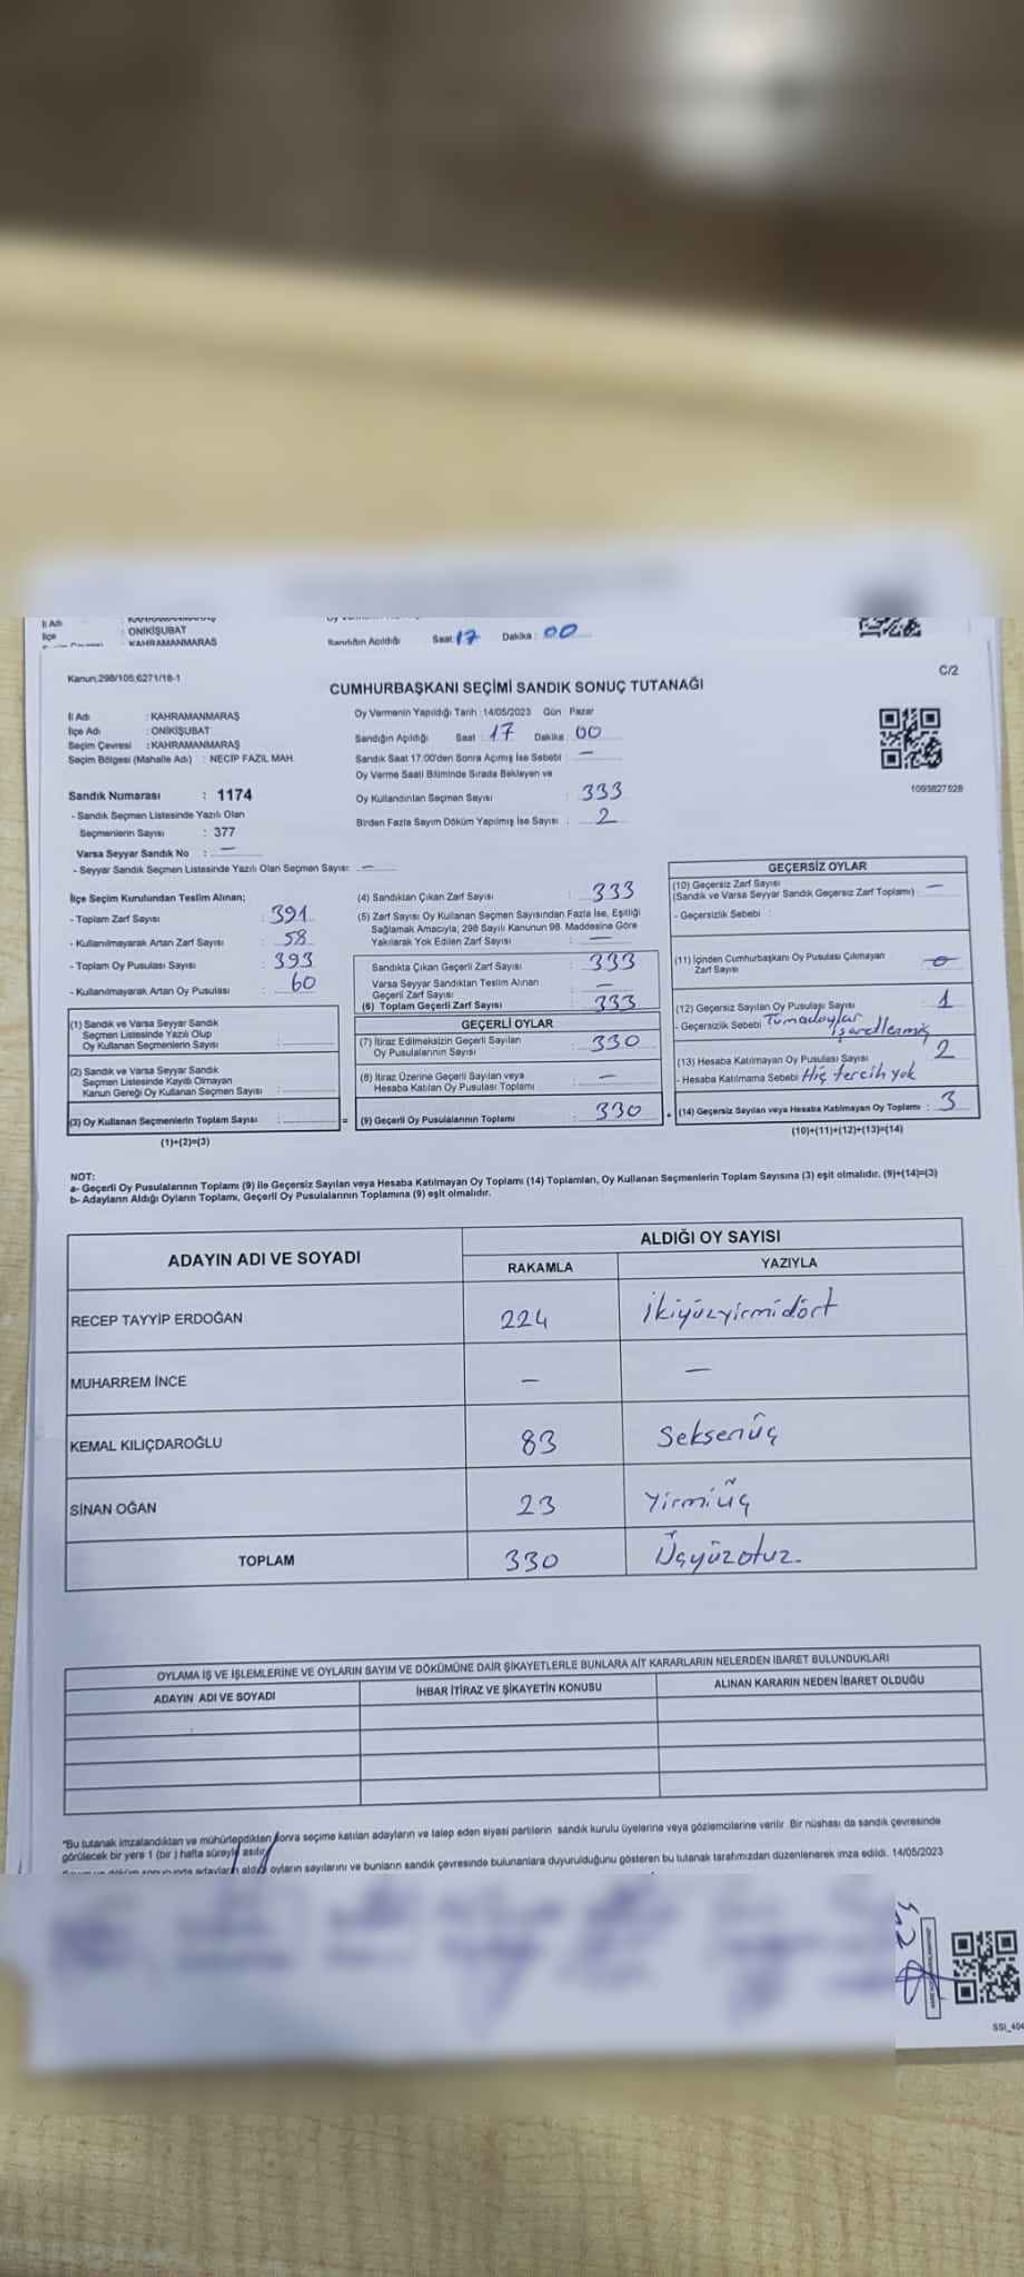 İl Adı
İlçe : ONİKİŞUBAT
KAHRAMANMARAŞ
Sandığın Açıldığı Saat 17 Dakika : 00
Kanun:298/105,6271/18-1
C/2
CUMHURBAŞKANI SEÇİMİ SANDIK SONUÇ TUTANAĞI
İl Adı : KAHRAMANMARAŞ
İlçe Adı : ONİKİŞUBAT
Seçim Çevresi : KAHRAMANMARAŞ
Seçim Bölgesi (Mahalle Adı) : NECİP FAZIL MAH.
Oy Vermenin Yapıldığı Tarih : 14/05/2023 Gün Pazar
Sandığın Açıldığı Saat : 17 Dakika : 00
Sandık Saat 17:00'den Sonra Açılmış İse Sebebi : —
Oy Verme Saati Bitiminde Sırada Bekleyen ve
Oy Kullandırılan Seçmen Sayısı : 333
Birden Fazla Sayım Döküm Yapılmış İse Sayısı : 2
1093827528
Sandık Numarası : 1174
- Sandık Seçmen Listesinde Yazılı Olan
Seçmenlerin Sayısı : 377
Varsa Seyyar Sandık No : —
- Seyyar Sandık Seçmen Listesinde Yazılı Olan Seçmen Sayısı: —
İlçe Seçim Kurulundan Teslim Alınan;
- Toplam Zarf Sayısı : 391
- Kullanılmayarak Artan Zarf Sayısı : 58
- Toplam Oy Pusulası Sayısı : 393
- Kullanılmayarak Artan Oy Pusulası : 60
(1) Sandık ve Varsa Seyyar Sandık
Seçmen Listesinde Yazılı Olup
Oy Kullanan Seçmenlerin Sayısı :
(2) Sandık ve Varsa Seyyar Sandık
Seçmen Listesinde Kayıtlı Olmayan
Kanun Gereği Oy Kullanan Seçmen Sayısı :
(3) Oy Kullanan Seçmenlerin Toplam Sayısı :
(1)+(2)=(3)
(4) Sandıktan Çıkan Zarf Sayısı : 333
(5) Zarf Sayısı Oy Kullanan Seçmen Sayısından Fazla İse, Eşitliği
Sağlamak Amacıyla, 298 Sayılı Kanunun 98. Maddesine Göre
Yakılarak Yok Edilen Zarf Sayısı : —
Sandıkta Çıkan Geçerli Zarf Sayısı : 333
Varsa Seyyar Sandıktan Teslim Alınan
Geçerli Zarf Sayısı : —
(6) Toplam Geçerli Zarf Sayısı : 333
GEÇERLİ OYLAR
(7) İtiraz Edilmeksizin Geçerli Sayılan
Oy Pusulalarının Sayısı : 330
(8) İtiraz Üzerine Geçerli Sayılan veya
Hesaba Katılan Oy Pusulası Toplamı : —
= (9) Geçerli Oy Pusulalarının Toplamı : 330
GEÇERSİZ OYLAR
(10) Geçersiz Zarf Sayısı
(Sandık ve Varsa Seyyar Sandık Geçersiz Zarf Toplamı) : —
- Geçersizlik Sebebi :
(11) İçinden Cumhurbaşkanı Oy Pusulası Çıkmayan
Zarf Sayısı : 0
(12) Geçersiz Sayılan Oy Pusulası Sayısı : 1
- Geçersizlik Sebebi Tüm adaylar
işaretlenmiş
(13) Hesaba Katılmayan Oy Pusulası Sayısı : 2
- Hesaba Katılmama Sebebi Hiç tercih yok
+ (14) Geçersiz Sayılan veya Hesaba Katılmayan Oy Toplamı : 3
(10)+(11)+(12)+(13)=(14)
NOT:
a- Geçerli Oy Pusulalarının Toplamı (9) ile Geçersiz Sayılan veya Hesaba Katılmayan Oy Toplamı (14) Toplamları, Oy Kullanan Seçmenlerin Toplam Sayısına (3) eşit olmalıdır. (9)+(14)=(3)
b- Adayların Aldığı Oyların Toplamı, Geçerli Oy Pusulalarının Toplamına (9) eşit olmalıdır.
ADAYIN ADI VE SOYADI ALDIĞI OY SAYISI
RAKAMLA YAZIYLA
RECEP TAYYİP ERDOĞAN 224 İkiyüzyirmidört
MUHARREM İNCE — —
KEMAL KILIÇDAROĞLU 83 Seksenüç
SİNAN OĞAN 23 Yirmiüç
TOPLAM 330 Üçyüzotuz.
OYLAMA İŞ VE İŞLEMLERİNE VE OYLARIN SAYIM VE DÖKÜMÜNE DAİR ŞİKAYETLERLE BUNLARA AİT KARARLARIN NELERDEN İBARET BULUNDUKLARI
ADAYIN ADI VE SOYADI İHBAR İTİRAZ VE ŞİKAYETİN KONUSU ALINAN KARARIN NEDEN İBARET OLDUĞU
"Bu tutanak imzalandıktan ve mühürlendikten sonra seçime katılan adayların ve talep eden siyasi partilerin sandık kurulu üyelerine veya gözlemcilerine verilir. Bir nüshası da sandık çevresinde
görülecek bir yere 1 (bir ) hafta süreyle asılır
oyların sayılarını ve bunların sandık çevresinde bulunanlara duyurulduğunu gösteren bu tutanak tarafımızdan düzenlenerek imza edildi. 14/05/2023